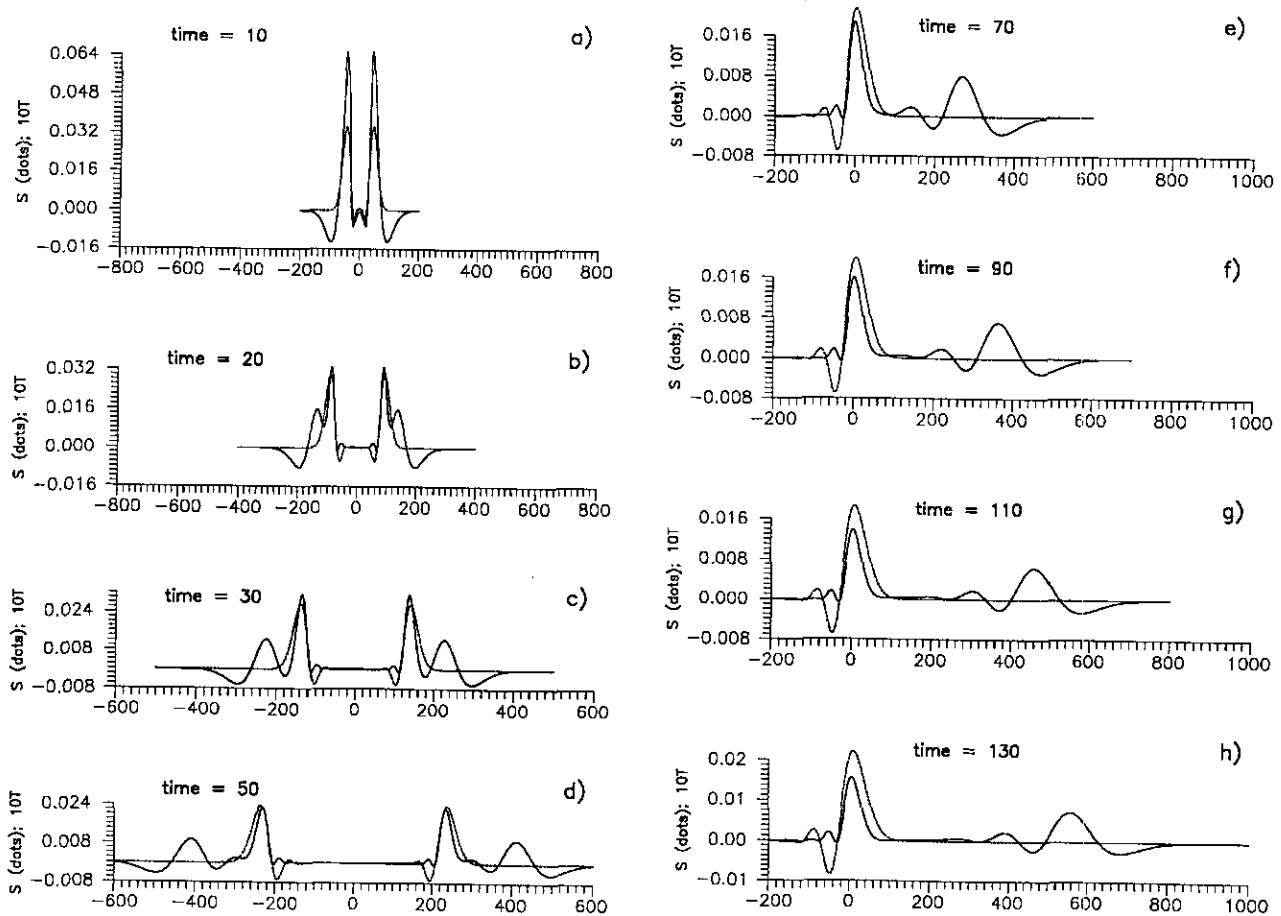 time = 10
a)
S (dots); 10T
0.064
0.048
0.032
0.016
0.000
−0.016
−800 −600 −400 −200 0 200 400 600 800
time = 20
b)
S (dots); 10T
0.032
0.016
0.000
−0.016
−800 −600 −400 −200 0 200 400 600 800
time = 30
c)
S (dots); 10T
0.024
0.008
−0.008
−600 −400 −200 0 200 400 600
time = 50
d)
S (dots); 10T
0.024
0.008
−0.008
−600 −400 −200 0 200 400 600
time = 70
e)
S (dots); 10T
0.016
0.008
0.000
−0.008
−200 0 200 400 600 800 1000
time = 90
f)
S (dots); 10T
0.016
0.008
0.000
−0.008
−200 0 200 400 600 800 1000
time = 110
g)
S (dots); 10T
0.016
0.008
0.000
−0.008
−200 0 200 400 600 800 1000
time = 130
h)
S (dots); 10T
0.02
0.01
0.00
−0.01
−200 0 200 400 600 800 1000